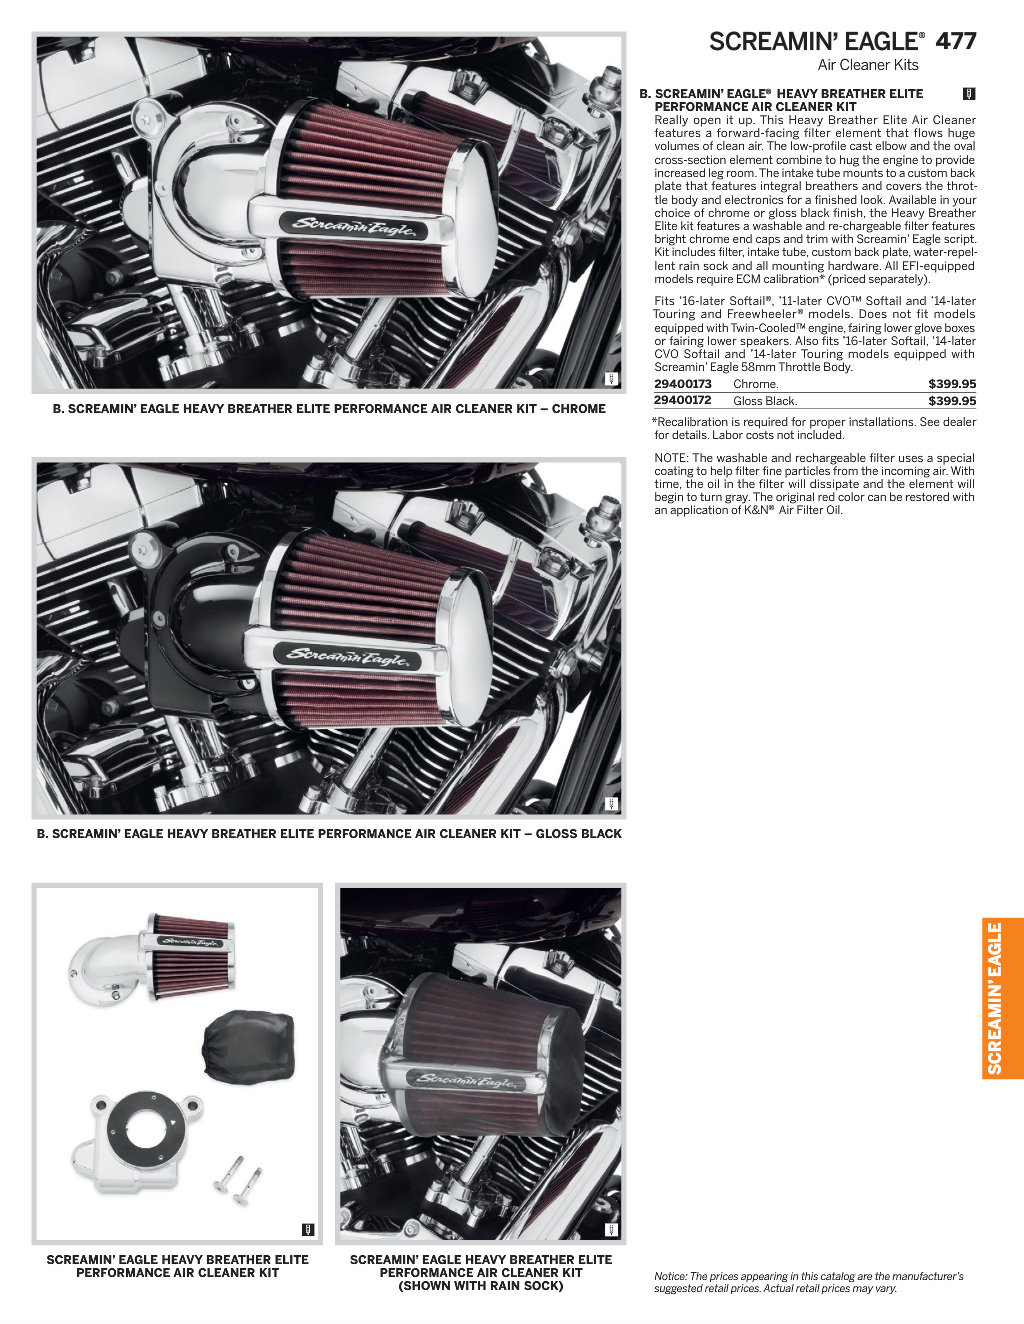 SCREAMIN’ EAGLE® 477
Air Cleaner Kits
B. SCREAMIN’ EAGLE® HEAVY BREATHER ELITE
PERFORMANCE AIR CLEANER KIT
Really open it up. This Heavy Breather Elite Air Cleaner
features a forward-facing filter element that flows huge
volumes of clean air. The low-profile cast elbow and the oval
cross-section element combine to hug the engine to provide
increased leg room. The intake tube mounts to a custom back
plate that features integral breathers and covers the throt-
tle body and electronics for a finished look. Available in your
choice of chrome or gloss black finish, the Heavy Breather
Elite kit features a washable and re-chargeable filter features
bright chrome end caps and trim with Screamin’ Eagle script.
Kit includes filter, intake tube, custom back plate, water-repel-
lent rain sock and all mounting hardware. All EFI-equipped
models require ECM calibration* (priced separately).
Fits ’16-later Softail®, ’11-later CVO™ Softail and ’14-later
Touring and Freewheeler® models. Does not fit models
equipped with Twin-Cooled™ engine, fairing lower glove boxes
or fairing lower speakers. Also fits ’16-later Softail, ’14-later
CVO Softail and ’14-later Touring models equipped with
Screamin’ Eagle 58mm Throttle Body.
29400173 Chrome. $399.95
29400172 Gloss Black. $399.95
*Recalibration is required for proper installations. See dealer
for details. Labor costs not included.
NOTE: The washable and rechargeable filter uses a special
coating to help filter fine particles from the incoming air. With
time, the oil in the filter will dissipate and the element will
begin to turn gray. The original red color can be restored with
an application of K&N® Air Filter Oil.
Screamin' Eagle.
B. SCREAMIN’ EAGLE HEAVY BREATHER ELITE PERFORMANCE AIR CLEANER KIT – CHROME
Screamin' Eagle.
B. SCREAMIN’ EAGLE HEAVY BREATHER ELITE PERFORMANCE AIR CLEANER KIT – GLOSS BLACK
Screamin' Eagle.
SCREAMIN’ EAGLE HEAVY BREATHER ELITE
PERFORMANCE AIR CLEANER KIT
Screamin' Eagle.
SCREAMIN’ EAGLE HEAVY BREATHER ELITE
PERFORMANCE AIR CLEANER KIT
(SHOWN WITH RAIN SOCK)
SCREAMIN’ EAGLE
Notice: The prices appearing in this catalog are the manufacturer’s
suggested retail prices. Actual retail prices may vary.